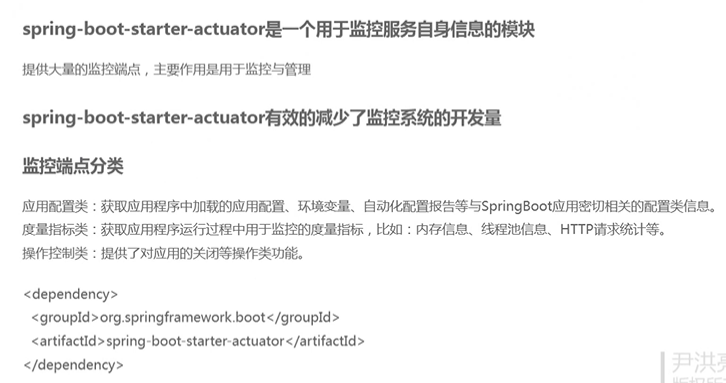 spring-boot-starter-actuator是一个用于监控服务自身信息的模块
提供大量的监控端点，主要作用是用于监控与管理
spring-boot-starter-actuator有效的减少了监控系统的开发量
监控端点分类
应用配置类：获取应用程序中加载的应用配置、环境变量、自动化配置报告等与SpringBoot应用密切相关的配置类信息。
度量指标类：获取应用程序运行过程中用于监控的度量指标，比如：内存信息、线程池信息、HTTP请求统计等。
操作控制类：提供了对应用的关闭等操作类功能。
<dependency>
<groupId>org.springframework.boot</groupId>
<artifactId>spring-boot-starter-actuator</artifactId>
</dependency>
尹洪